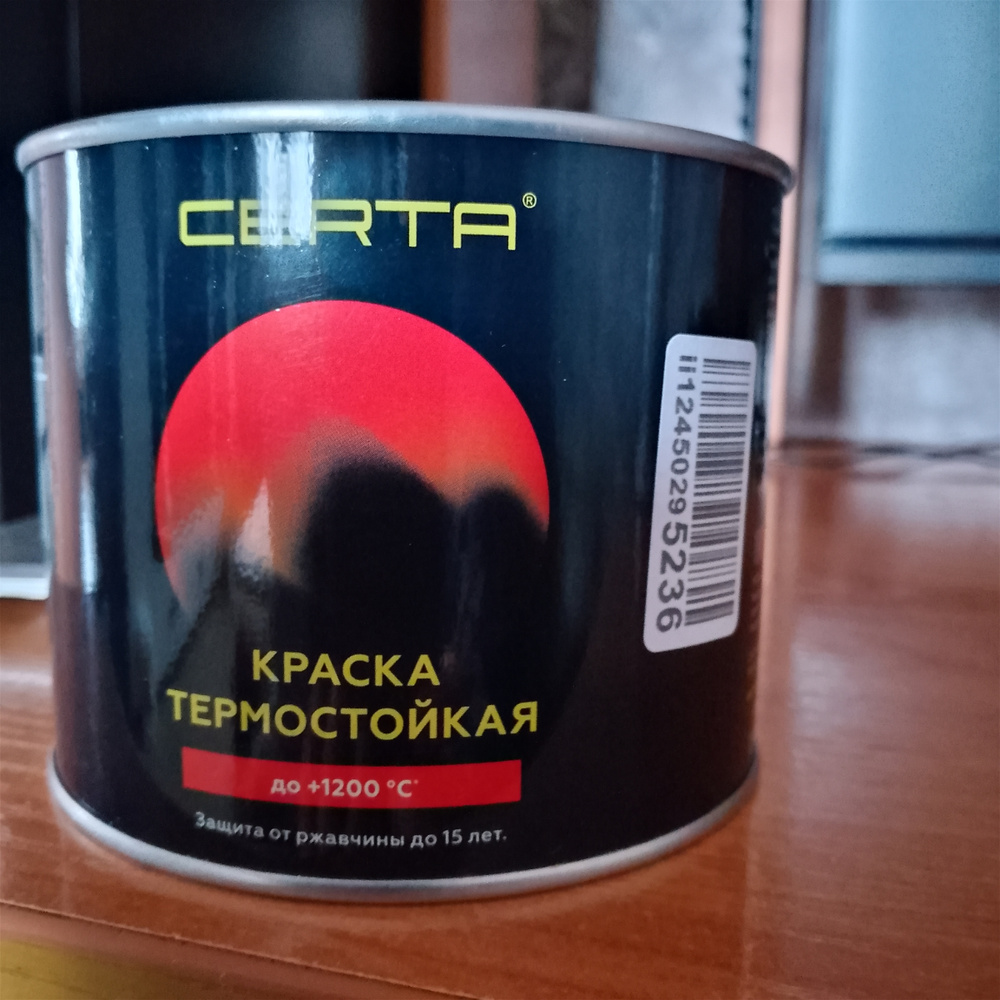 CERTA®
КРАСКА
ТЕРМОСТОЙКАЯ
до +1200 °C*
Защита от ржавчины до 15 лет.
ii12450295236